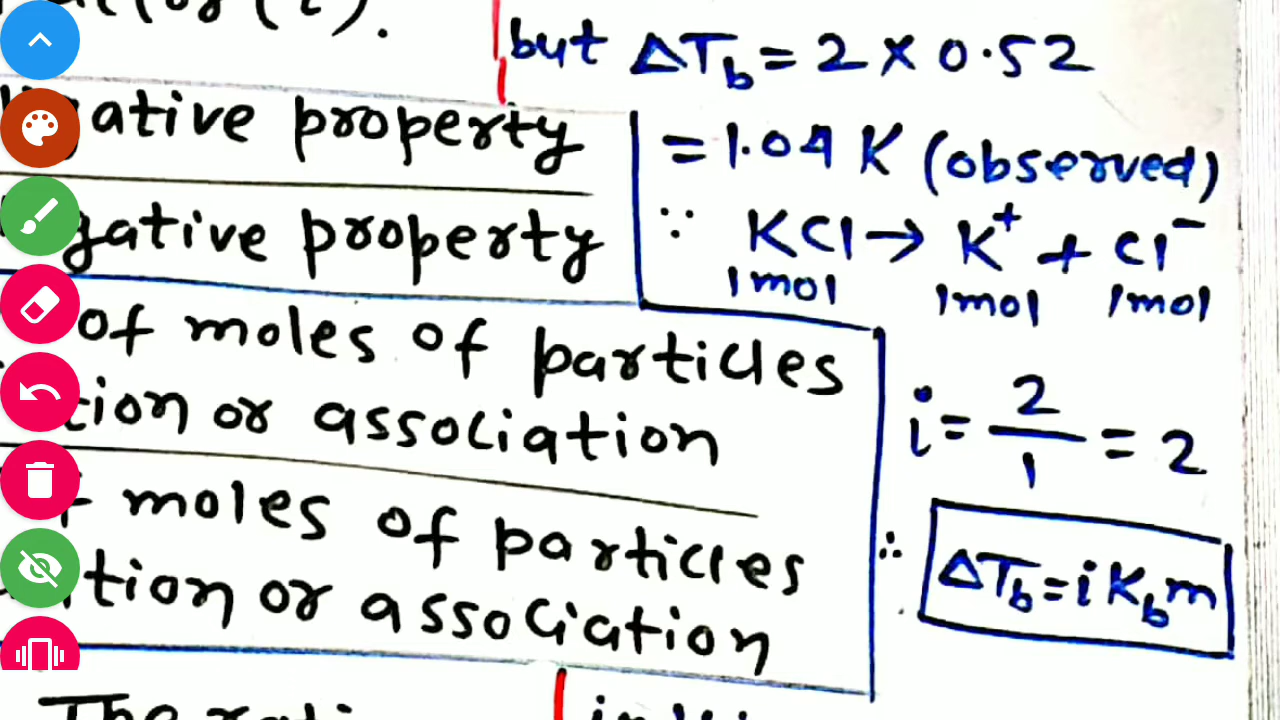 but ΔTb = 2 × 0.52
ative property
= 1.04 K (observed)
gative property
∵ KCl → K⁺ + Cl⁻
1mol 1mol 1mol
of moles of particles
tion or association
i = 2/1 = 2
moles of particles
tion or association
∴ ΔTb = i Kb m
The